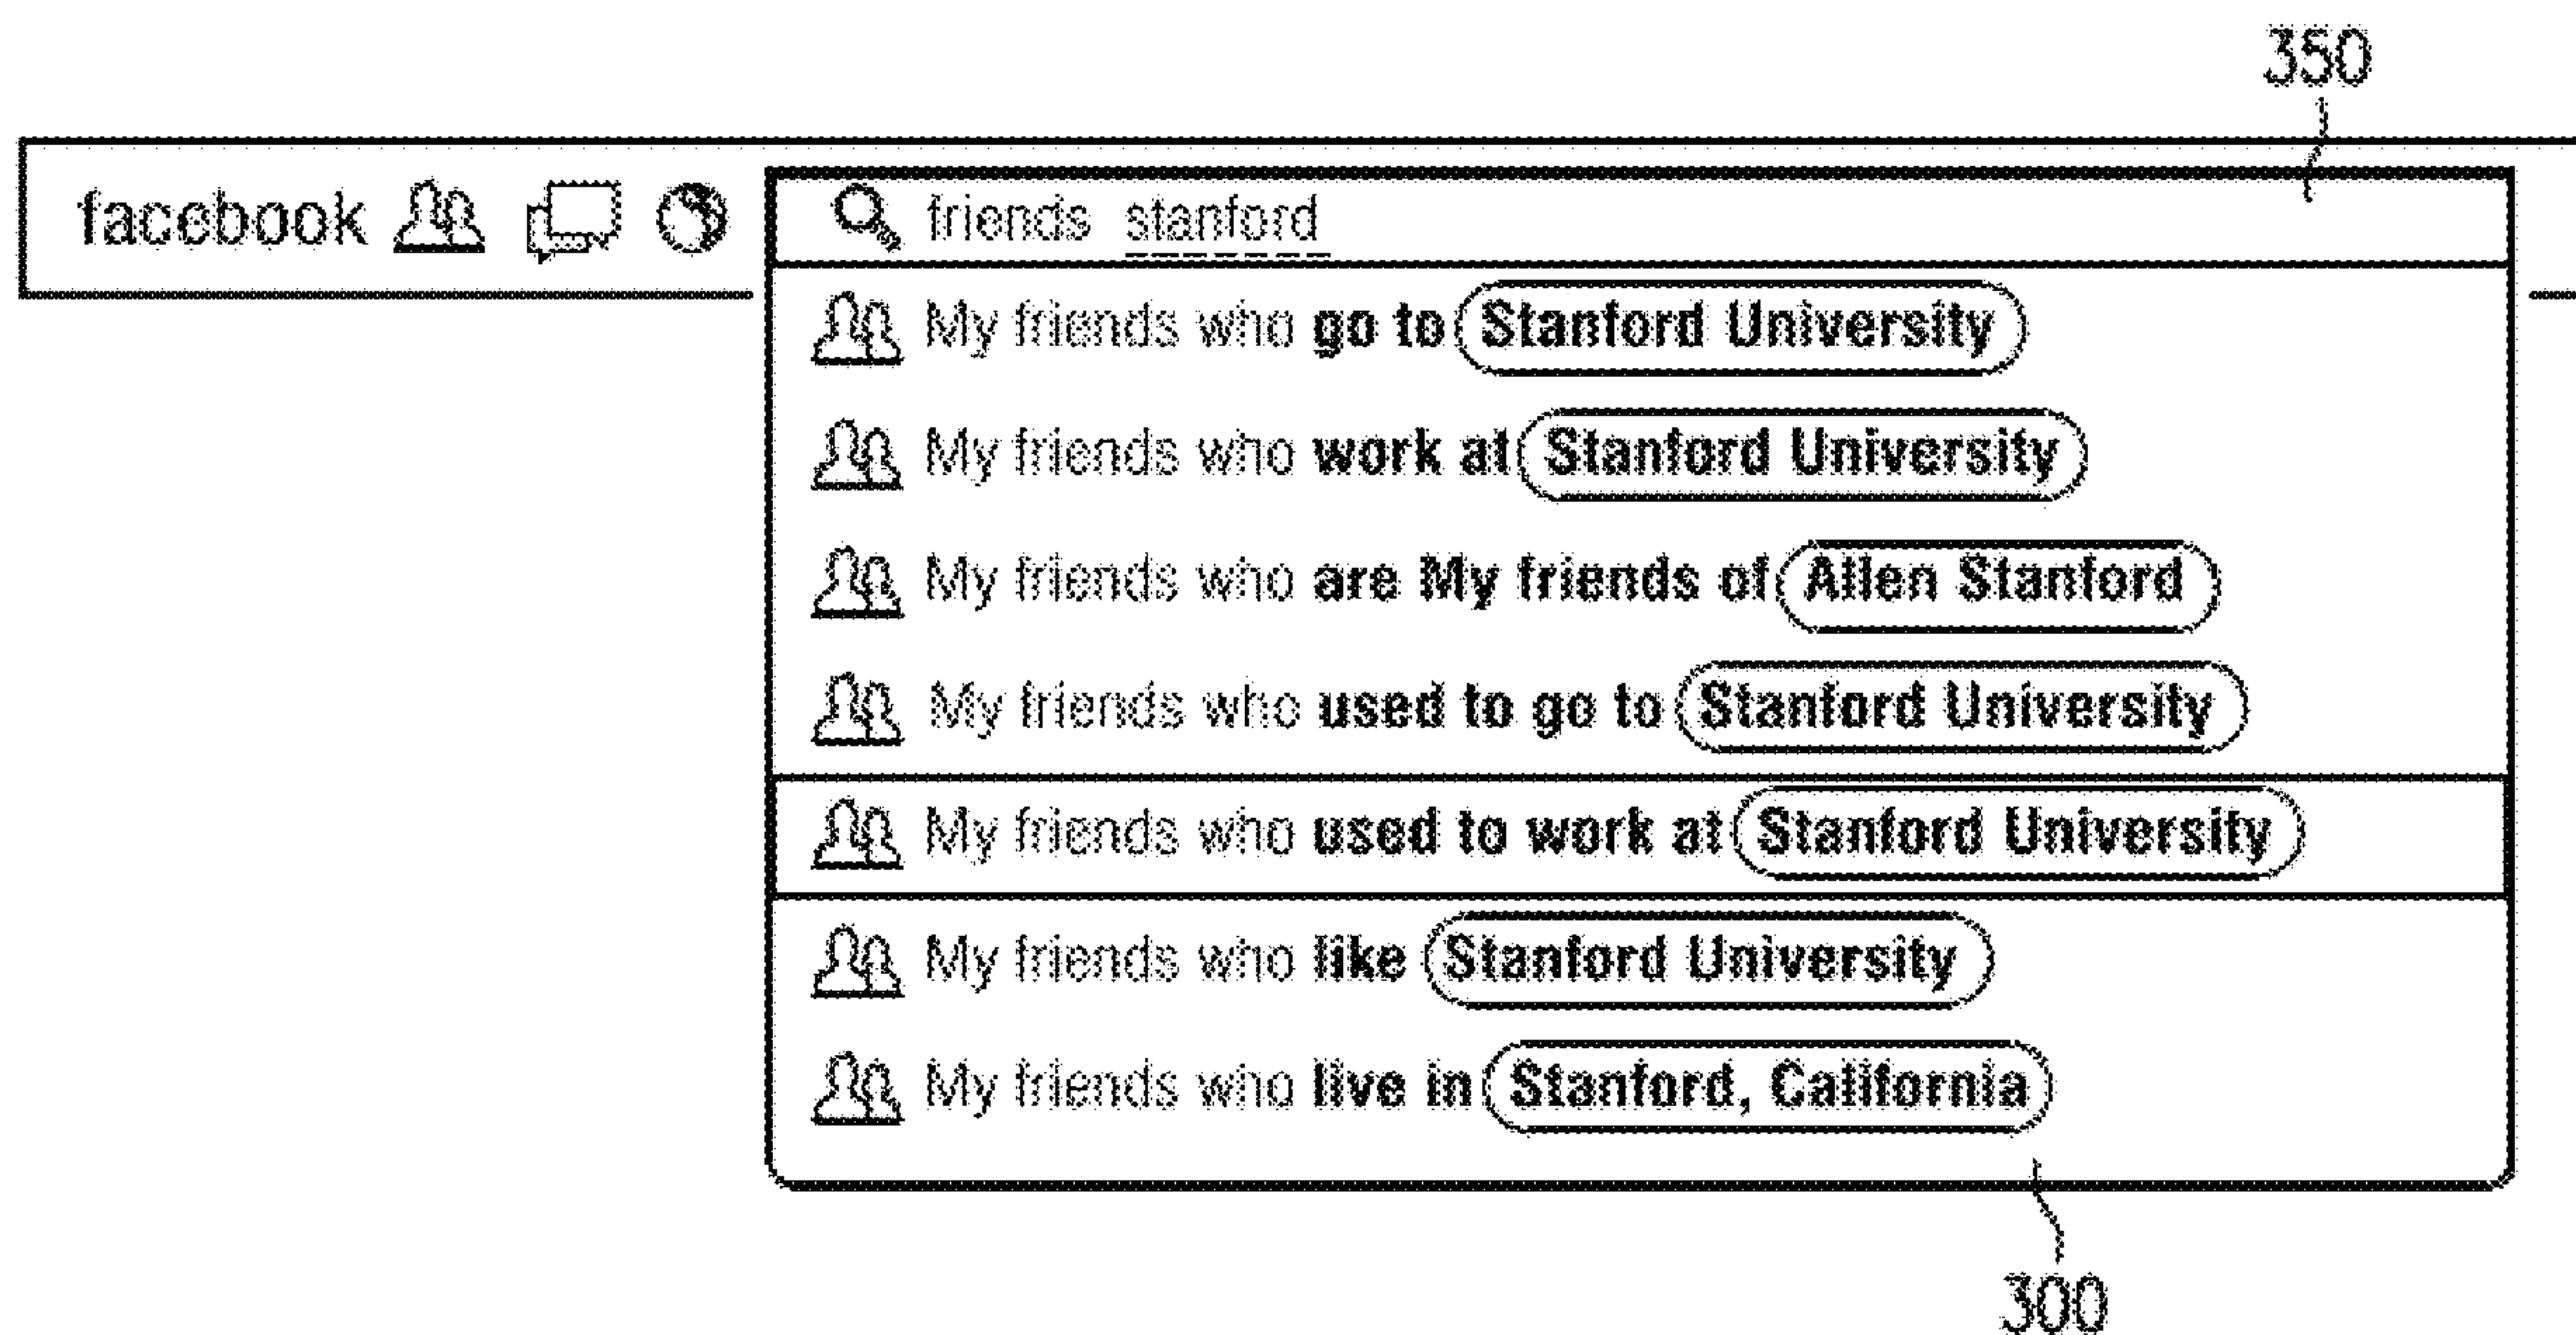 350
facebook friends stanford
My friends who go to Stanford University
My friends who work at Stanford University
My friends who are My friends of Allen Stanford
My friends who used to go to Stanford University
My friends who used to work at Stanford University
My friends who like Stanford University
My friends who live in Stanford, California
300